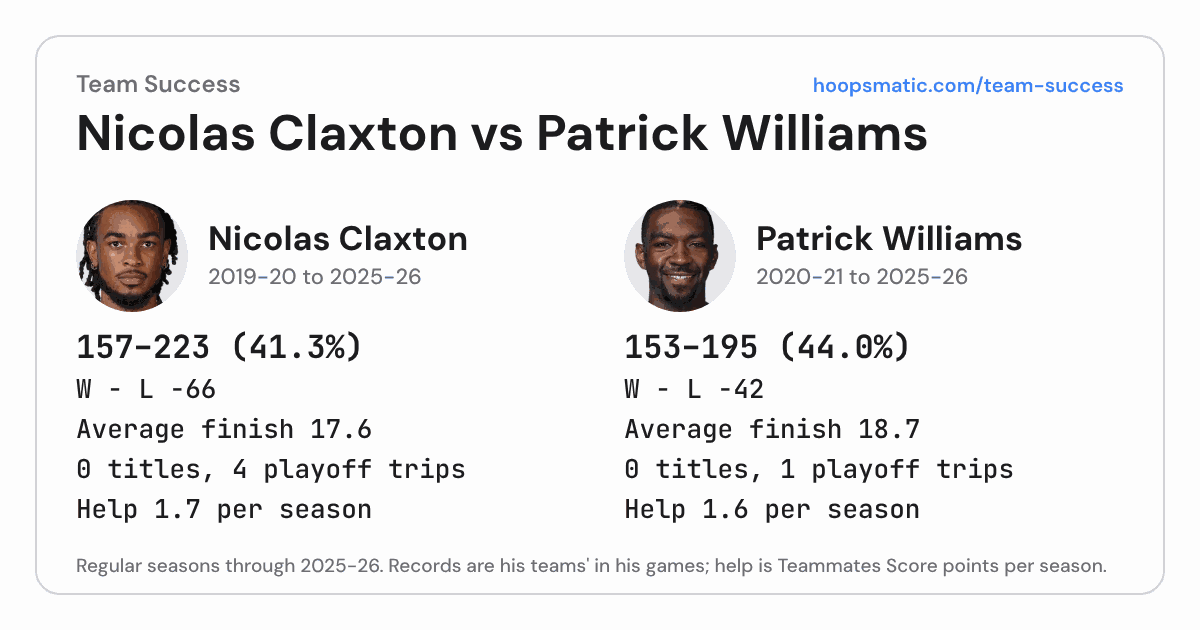 Team Success
hoopsmatic.com/team-success
Nicolas Claxton vs Patrick Williams
Nicolas Claxton
2019-20 to 2025-26
157-223 (41.3%)
W - L -66
Average finish 17.6
0 titles, 4 playoff trips
Help 1.7 per season
Patrick Williams
2020-21 to 2025-26
153-195 (44.0%)
W - L -42
Average finish 18.7
0 titles, 1 playoff trips
Help 1.6 per season
Regular seasons through 2025-26. Records are his teams' in his games; help is Teammates Score points per season.